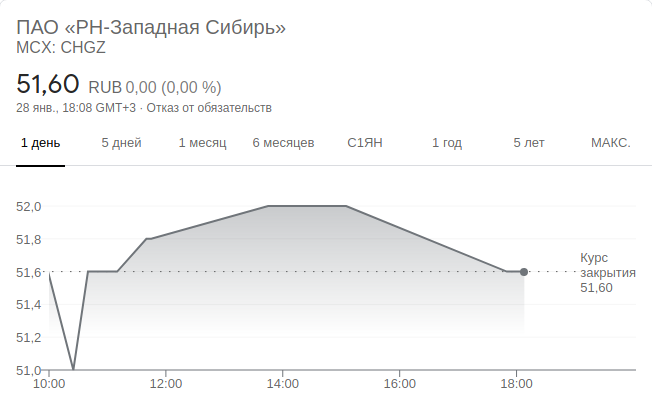 ПАО «РН-Западная Сибирь»
MCX: CHGZ
51,60 RUB 0,00 (0,00 %)
28 янв., 18:08 GMT+3 · Отказ от обязательств
1 день 5 дней 1 месяц 6 месяцев С1ЯН 1 год 5 лет МАКС.
52,0
51,8
51,6
51,4
51,2
51,0
Курс
закрытия
51,60
10:00 12:00 14:00 16:00 18:00